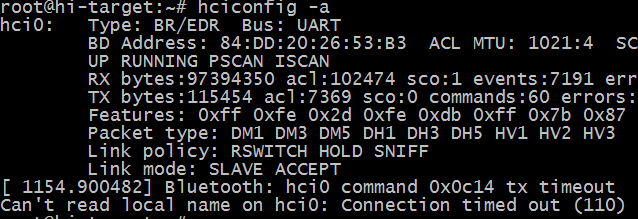 root@hi-target:~# hciconfig -a
hci0:   Type: BR/EDR  Bus: UART
        BD Address: 84:DD:20:26:53:B3  ACL MTU: 1021:4  SC
        UP RUNNING PSCAN ISCAN
        RX bytes:97394350 acl:102474 sco:1 events:7191 err
        TX bytes:115454 acl:7369 sco:0 commands:60 errors:
        Features: 0xff 0xfe 0x2d 0xfe 0xdb 0xff 0x7b 0x87
        Packet type: DM1 DM3 DM5 DH1 DH3 DH5 HV1 HV2 HV3
        Link policy: RSWITCH HOLD SNIFF
        Link mode: SLAVE ACCEPT
[ 1154.900482] Bluetooth: hci0 command 0x0c14 tx timeout
Can't read local name on hci0: Connection timed out (110)